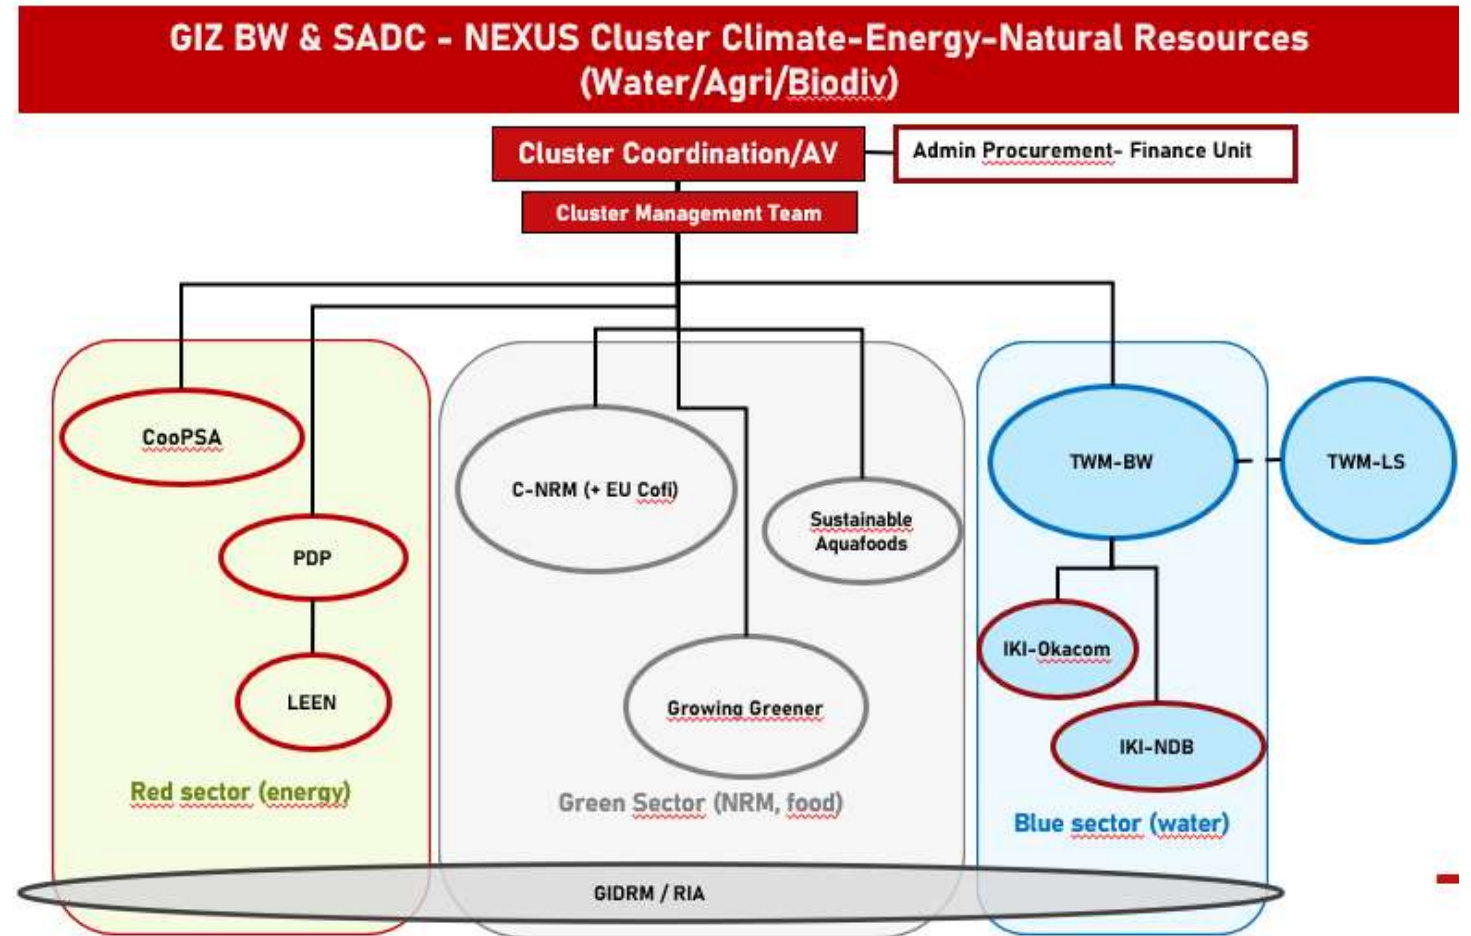 GIZ BW & SADC - NEXUS Cluster Climate-Energy-Natural Resources
(Water/Agri/Biodiv)
Cluster Coordination/AV
Admin Procurement- Finance Unit
Cluster Management Team
CooPSA
PDP
LEEN
Red sector (energy)
C-NRM (+ EU Cofi)
Sustainable
Aquafoods
Growing Greener
Green Sector (NRM, food)
TWM-BW
TWM-LS
IKI-Okacom
IKI-NDB
Blue sector (water)
GIDRM / RIA